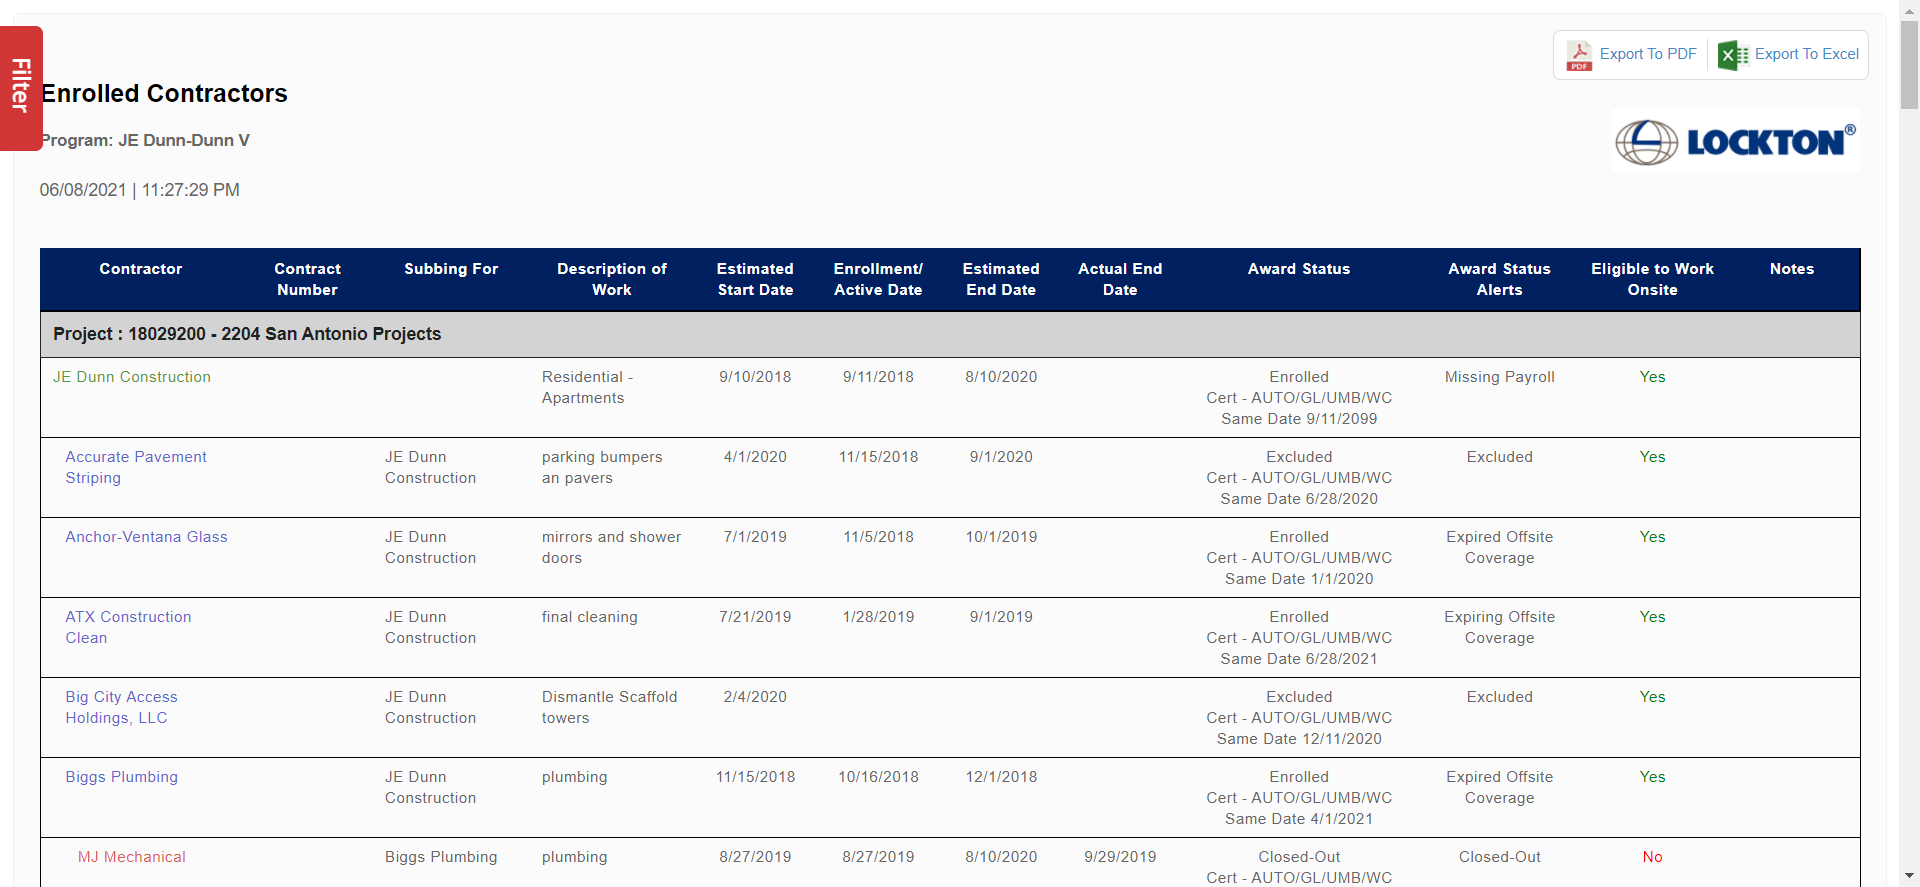 Filter
Export To PDF
Export To Excel
Enrolled Contractors
Program: JE Dunn-Dunn V
LOCKTON®
06/08/2021 | 11:27:29 PM
Contractor Contract Number Subbing For Description of Work Estimated Start Date Enrollment/ Active Date Estimated End Date Actual End Date Award Status Award Status Alerts Eligible to Work Onsite Notes
Project : 18029200 - 2204 San Antonio Projects
JE Dunn Construction Residential - 9/10/2018 9/11/2018 8/10/2020 Enrolled Missing Payroll Yes
Apartments Cert - AUTO/GL/UMB/WC
Same Date 9/11/2099
Accurate Pavement JE Dunn parking bumpers 4/1/2020 11/15/2018 9/1/2020 Excluded Excluded Yes
Striping Construction an pavers Cert - AUTO/GL/UMB/WC
Same Date 6/28/2020
Anchor-Ventana Glass JE Dunn mirrors and shower 7/1/2019 11/5/2018 10/1/2019 Enrolled Expired Offsite Yes
Construction doors Cert - AUTO/GL/UMB/WC Coverage
Same Date 1/1/2020
ATX Construction JE Dunn final cleaning 7/21/2019 1/28/2019 9/1/2019 Enrolled Expiring Offsite Yes
Clean Construction Cert - AUTO/GL/UMB/WC Coverage
Same Date 6/28/2021
Big City Access JE Dunn Dismantle Scaffold 2/4/2020 Excluded Excluded Yes
Holdings, LLC Construction towers Cert - AUTO/GL/UMB/WC
Same Date 12/11/2020
Biggs Plumbing JE Dunn plumbing 11/15/2018 10/16/2018 12/1/2018 Enrolled Expired Offsite Yes
Construction Cert - AUTO/GL/UMB/WC Coverage
Same Date 4/1/2021
MJ Mechanical Biggs Plumbing plumbing 8/27/2019 8/27/2019 8/10/2020 9/29/2019 Closed-Out Closed-Out No
Cert - AUTO/GL/UMB/WC